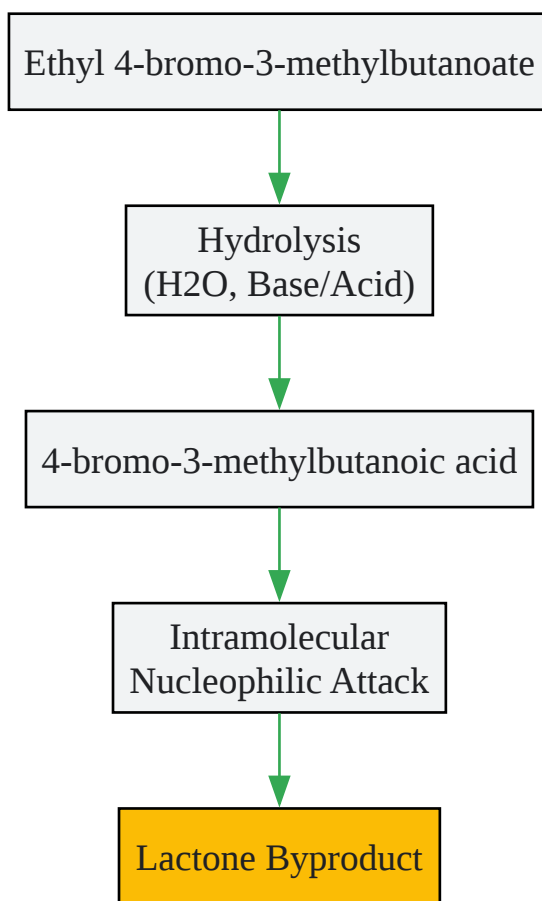 Ethyl 4-bromo-3-methylbutanoate
Hydrolysis
(H2O, Base/Acid)
4-bromo-3-methylbutanoic acid
Intramolecular
Nucleophilic Attack
Lactone Byproduct